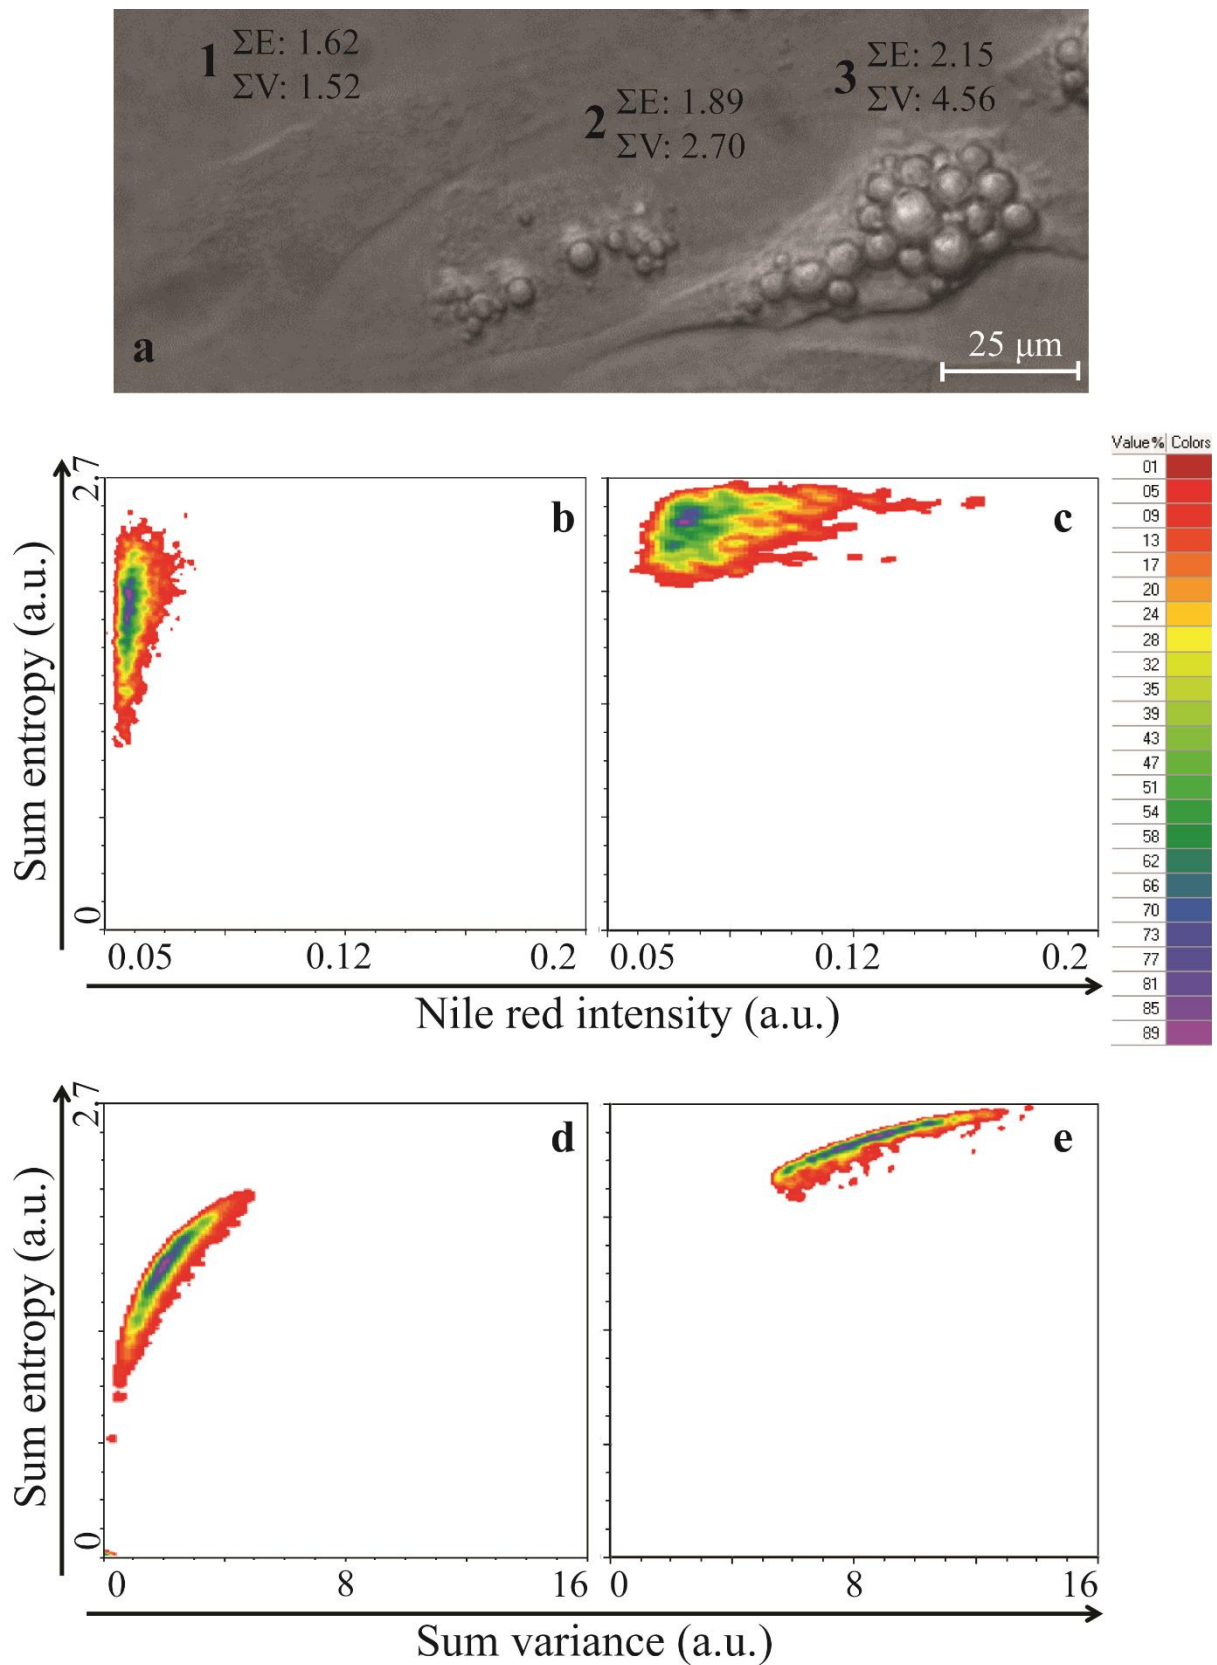 1
ΣE: 1.62
ΣV: 1.52
2
ΣE: 1.89
ΣV: 2.70
3
ΣE: 2.15
ΣV: 4.56
a
25 μm
Value% Colors
01
05
09
13
17
20
24
28
32
35
39
43
47
51
54
58
62
66
70
73
77
81
85
89
Sum entropy (a.u.)
2.7
0
b
c
0.05 0.12 0.2
0.05 0.12 0.2
Nile red intensity (a.u.)
Sum entropy (a.u.)
2.7
0
d
e
0 8 16
0 8 16
Sum variance (a.u.)